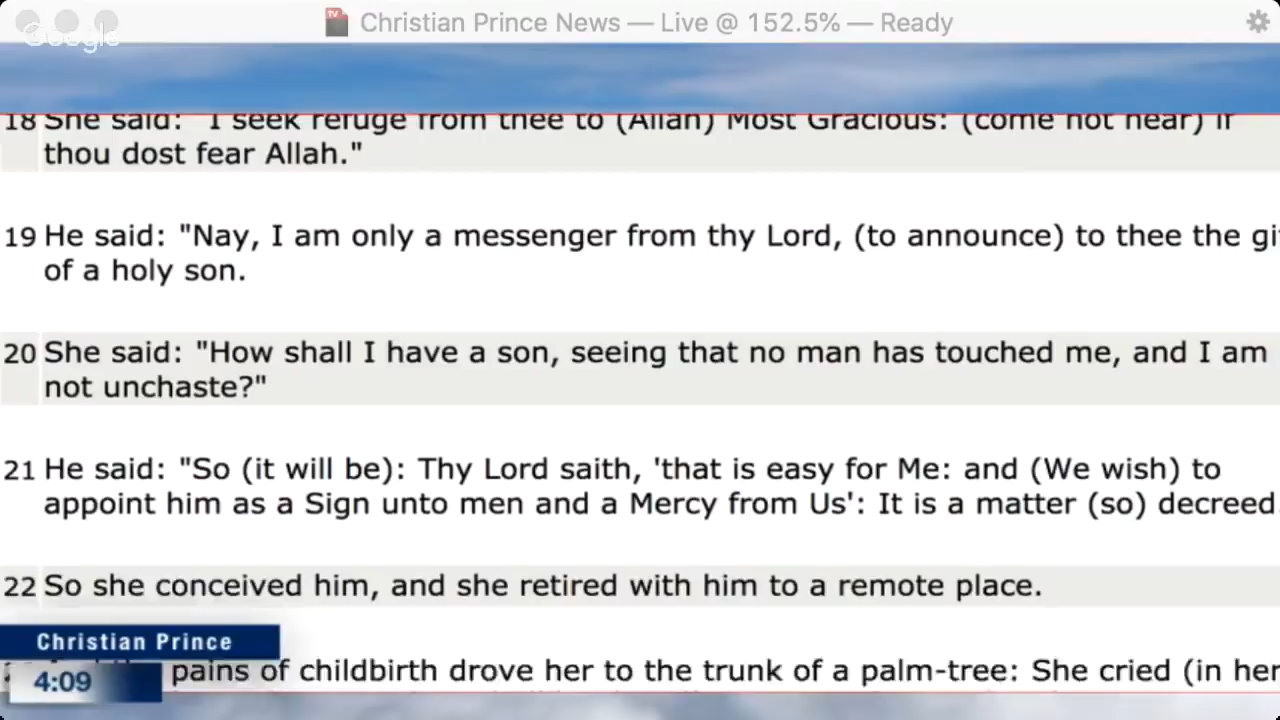 Christian Prince News — Live @ 152.5% — Ready
Google
18 She said: "I seek refuge from thee to (Allah) Most Gracious: (come not near) if
thou dost fear Allah."
19 He said: "Nay, I am only a messenger from thy Lord, (to announce) to thee the gi
of a holy son.
20 She said: "How shall I have a son, seeing that no man has touched me, and I am
not unchaste?"
21 He said: "So (it will be): Thy Lord saith, 'that is easy for Me: and (We wish) to
appoint him as a Sign unto men and a Mercy from Us': It is a matter (so) decreed.
22 So she conceived him, and she retired with him to a remote place.
Christian Prince
pains of childbirth drove her to the trunk of a palm-tree: She cried (in her
4:09